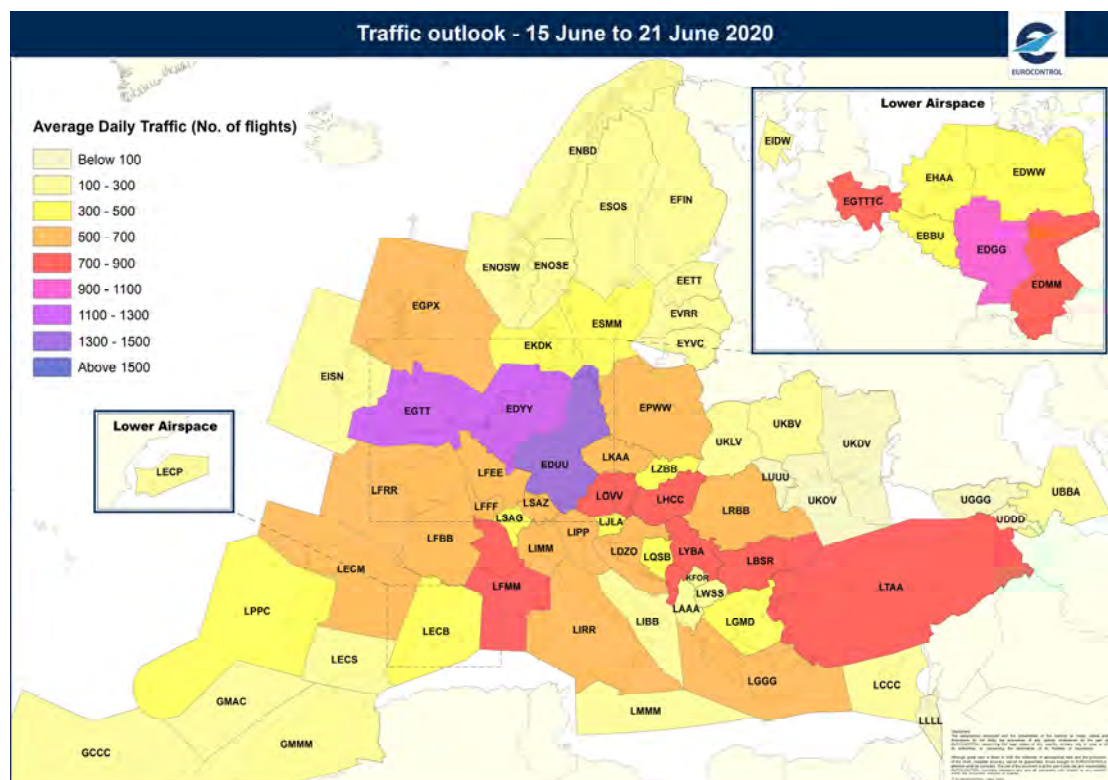 Traffic outlook - 15 June to 21 June 2020
EUROCONTROL
Average Daily Traffic (No. of flights)
Below 100
100 - 300
300 - 500
500 - 700
700 - 900
900 - 1100
1100 - 1300
1300 - 1500
Above 1500
Lower Airspace
EIDW
EHAA
EDWW
EGTTTC
EBBU
EDGG
EDMM
ENBD
ESOS
EFIN
ENOSW
ENOSE
EETT
EGPX
EVRR
ESMM
EKDK
EYVC
EISN
EGTT
EDYY
EPWW
UKBV
UKLV
UKDV
Lower Airspace
LECP
EDUU
LKAA
LFEE
LZBB
LUUU
LFRR
UKOV
UGGG
UBBA
LFFF
LSAZ
LOVV
LHCC
LRBB
UDDD
LSAG
LJLA
LFBB
LIPP
LIMM
LDZO
LQSB
LYBA
LBSR
LECM
KFOR
LFMM
LWSS
LTAA
LPPC
LAAA
LECB
LIRR
LIBB
LGMD
LECS
LGGG
LCCC
GMAC
LMMM
LLLL
GCCC
GMMM